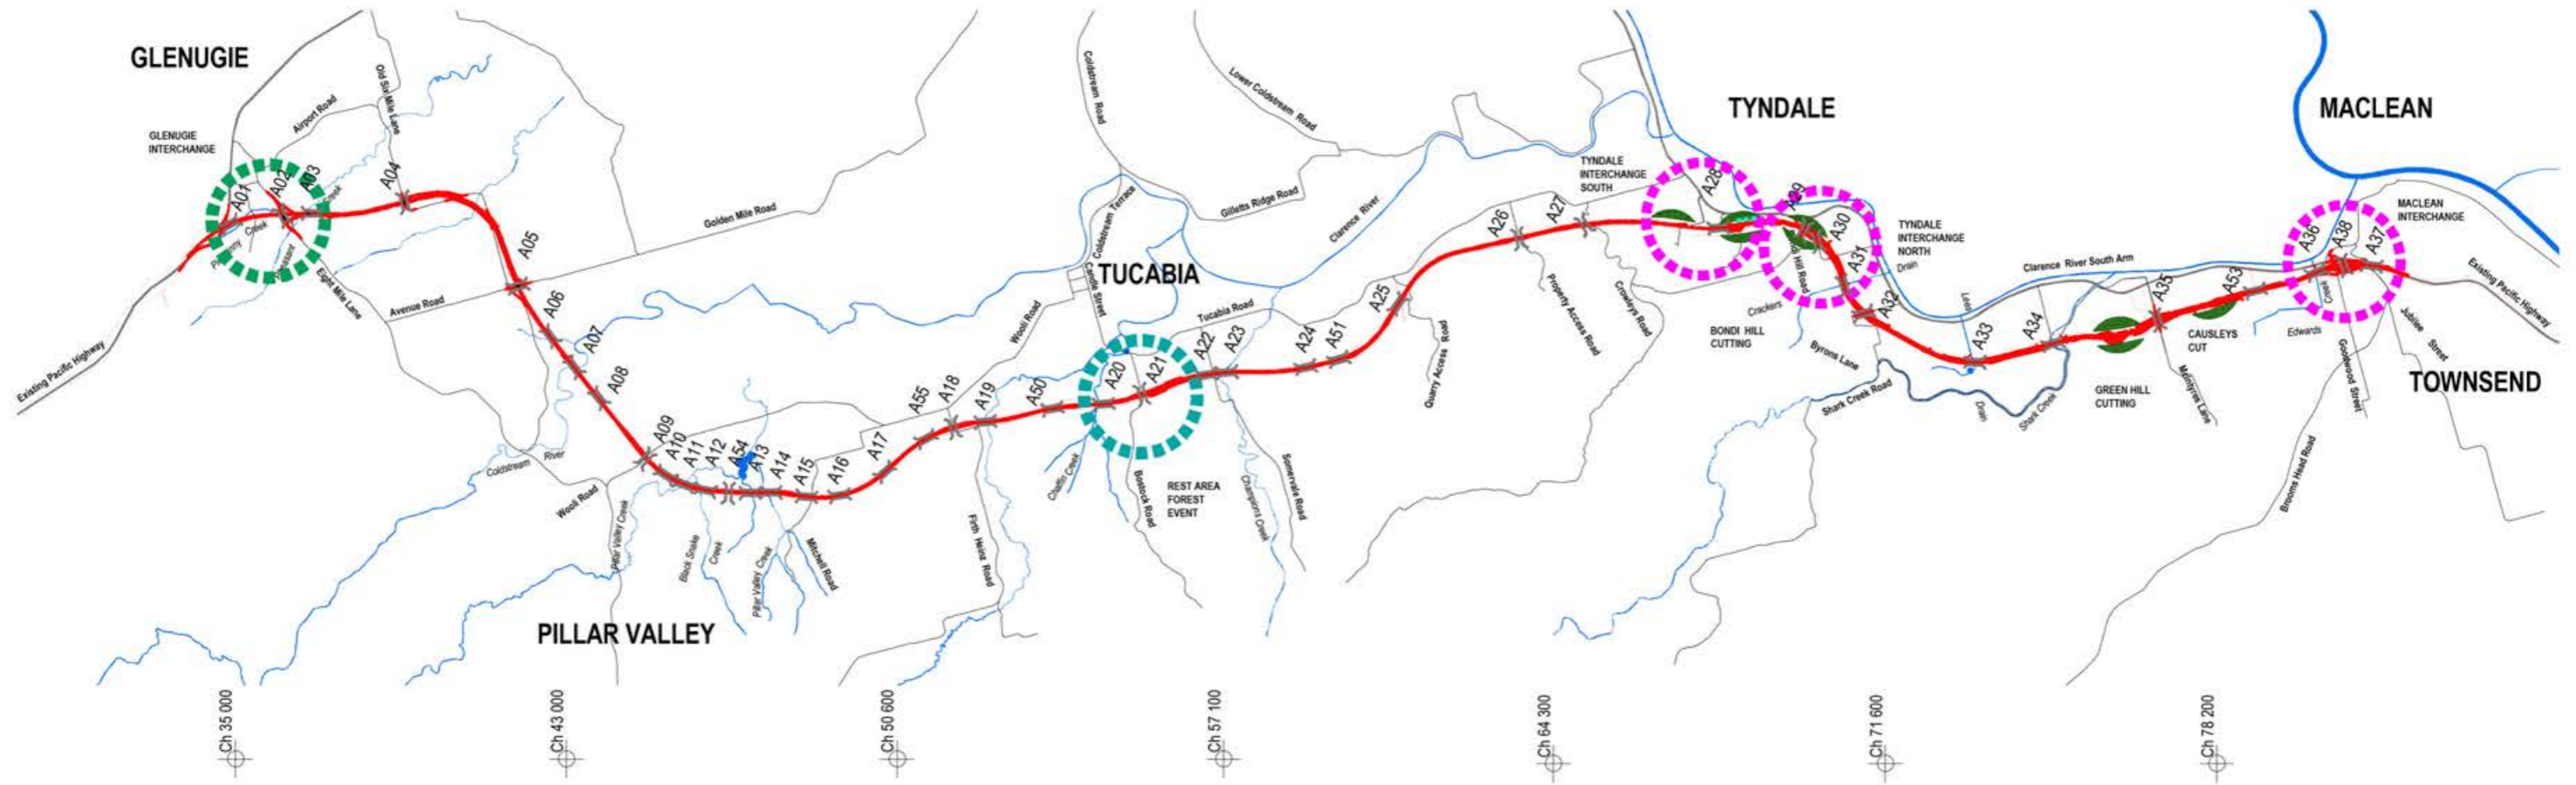 GLENUGIE
TYNDALE
MACLEAN
GLENUGIE
INTERCHANGE
Airport Road
Old Six Mile Lane
Coldstream Road
Lower Coldstream Road
TYNDALE
INTERCHANGE
SOUTH
A01
A02
A03
A04
Creek
Creek
Pheasant
Eight Mile Lane
Existing Pacific Highway
Avenue Road
Golden Mile Road
A05
A06
A07
A08
Coldstream
River
Wooli Road
Pillar Valley Creek
A09
A10
A11
A12
A54
A13
A14
A15
A16
A17
Black Snake
Creek
Pillar Valley Creek
Mitchell Road
PILLAR VALLEY
A55
A18
A19
A50
Firth Heinz Road
Wooli Road
Coldstream Terrace
Candle Street
TUCABIA
Tucabia Road
Gilletts Ridge Road
Clarence River
A20
A21
A22
A23
A24
A51
A25
Chaffin Creek
Bostock Road
REST AREA
FOREST
EVENT
Champions Creek
Somervale Road
Quarry Access
Road
A26
A27
Property Access Road
Crowleys Road
A28
A29
A30
A31
A32
TYNDALE
INTERCHANGE
NORTH
Drain
Hill Road
Crackers
BONDI HILL
CUTTING
Byrons Lane
Shark Creek Road
Clarence River South Arm
A33
A34
A35
A53
Drain
Shark Creek
GREEN HILL
CUTTING
McIntyres Lane
CAUSLEYS
CUT
Edwards
Creek
A36
A38
A37
MACLEAN
INTERCHANGE
Existing Pacific Highway
Jubilee Street
Goodwood Street
Brooms Head Road
TOWNSEND
Ch 35 000
Ch 43 000
Ch 50 600
Ch 57 100
Ch 64 300
Ch 71 600
Ch 78 200